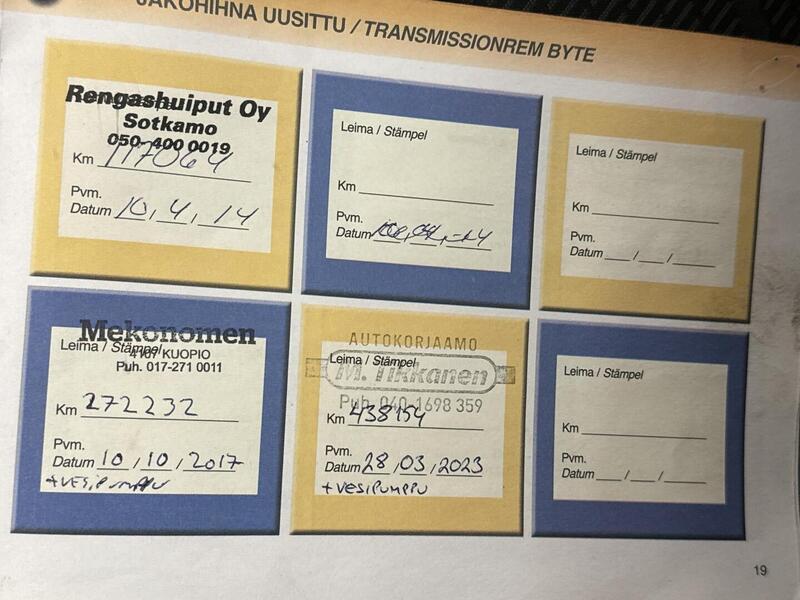 JAKOHIHNA UUSITTU / TRANSMISSIONREM BYTE
Rengashuiput Oy
Sotkamo
050-400 0019
Km 117064
Pvm.
Datum 10, 4, 14
Leima / Stämpel
Km
Pvm.
Datum
Leima / Stämpel
Km
Pvm.
Datum / /
Mekonomen
Leima / Stämpel
4107 KUOPIO
Puh. 017-271 0011
Km 272232
Pvm.
Datum 10 / 10 / 2017
+VESIPUMPPU
AUTOKORJAAMO
Leima / Stämpel
M. Tikkanen
Puh. 040-1698 359
Km 438154
Pvm.
Datum 28 / 03 / 2023
+VESIPUMPPU
Leima / Stämpel
Km
Pvm.
Datum / /
19